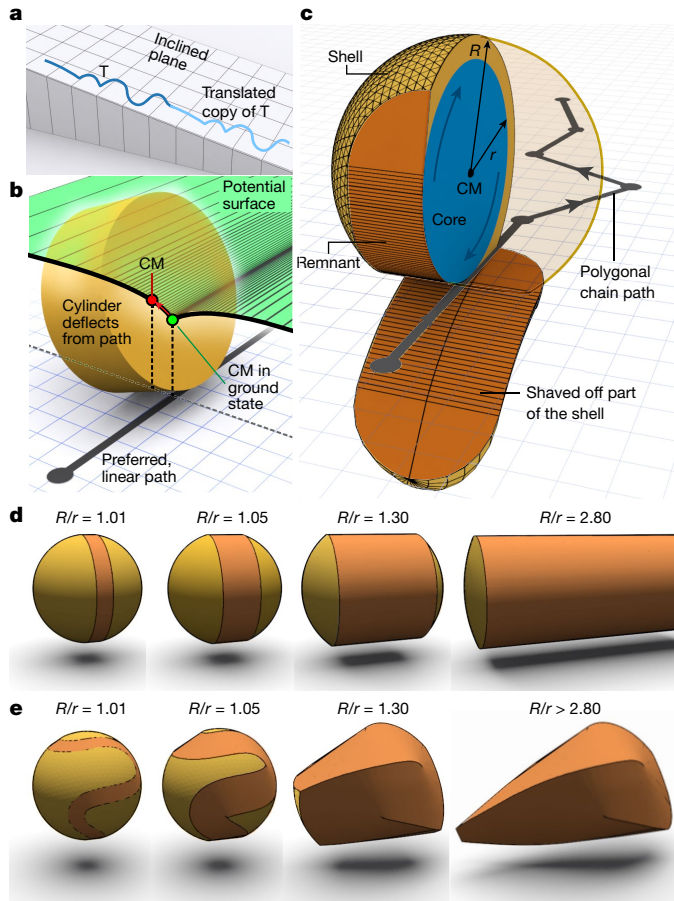 a
Inclined
plane
T
Translated
copy of T
b
Potential
surface
CM
Cylinder
deflects
from path
CM in
ground
state
Preferred,
linear path
c
Shell
R
r
CM
Core
Remnant
Polygonal
chain path
Shaved off part
of the shell
d
R/r = 1.01
R/r = 1.05
R/r = 1.30
R/r = 2.80
e
R/r = 1.01
R/r = 1.05
R/r = 1.30
R/r > 2.80